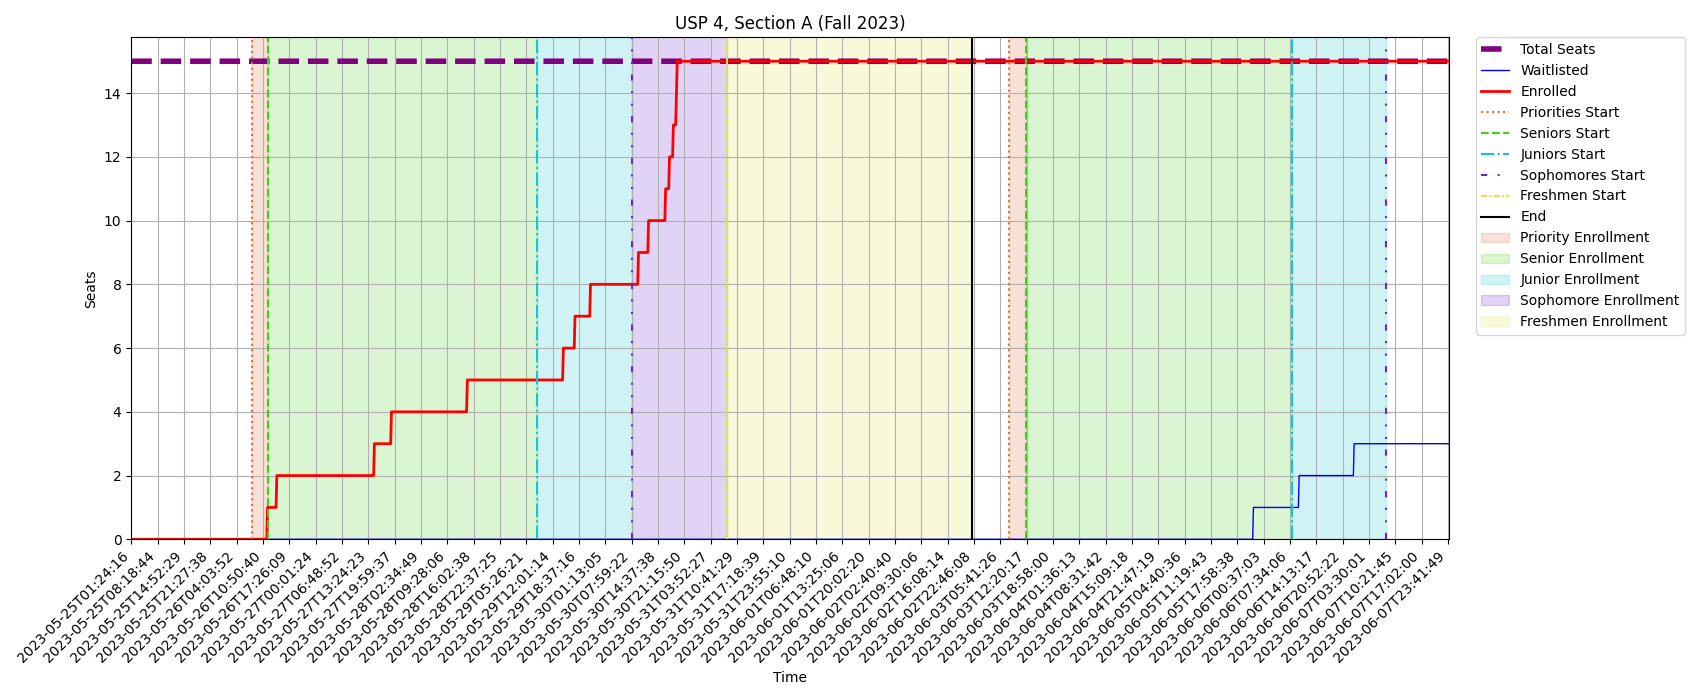 USP 4, Section A (Fall 2023)
Seats
14
12
10
8
6
4
2
0
2023-05-25T01:24:16
2023-05-25T08:18:44
2023-05-25T14:52:29
2023-05-25T21:27:38
2023-05-26T04:03:52
2023-05-26T10:50:40
2023-05-26T17:26:09
2023-05-27T00:01:24
2023-05-27T06:48:52
2023-05-27T13:24:23
2023-05-27T19:59:37
2023-05-28T02:34:49
2023-05-28T09:28:06
2023-05-28T16:02:38
2023-05-28T22:37:25
2023-05-29T05:26:21
2023-05-29T12:01:14
2023-05-29T18:37:16
2023-05-30T01:13:05
2023-05-30T07:59:22
2023-05-30T14:37:38
2023-05-30T21:15:50
2023-05-31T03:52:27
2023-05-31T10:41:29
2023-05-31T17:18:39
2023-05-31T23:55:10
2023-06-01T06:48:10
2023-06-01T13:25:06
2023-06-01T20:02:20
2023-06-02T02:40:40
2023-06-02T09:30:06
2023-06-02T16:08:14
2023-06-02T22:46:08
2023-06-03T05:41:26
2023-06-03T12:20:17
2023-06-03T18:58:00
2023-06-04T01:36:13
2023-06-04T08:31:42
2023-06-04T15:09:18
2023-06-04T21:47:19
2023-06-05T04:40:36
2023-06-05T11:19:43
2023-06-05T17:58:38
2023-06-06T00:37:03
2023-06-06T07:34:06
2023-06-06T14:13:17
2023-06-06T20:52:22
2023-06-07T03:30:01
2023-06-07T10:21:45
2023-06-07T17:02:00
2023-06-07T23:41:49
Time
Total Seats
Waitlisted
Enrolled
Priorities Start
Seniors Start
Juniors Start
Sophomores Start
Freshmen Start
End
Priority Enrollment
Senior Enrollment
Junior Enrollment
Sophomore Enrollment
Freshmen Enrollment